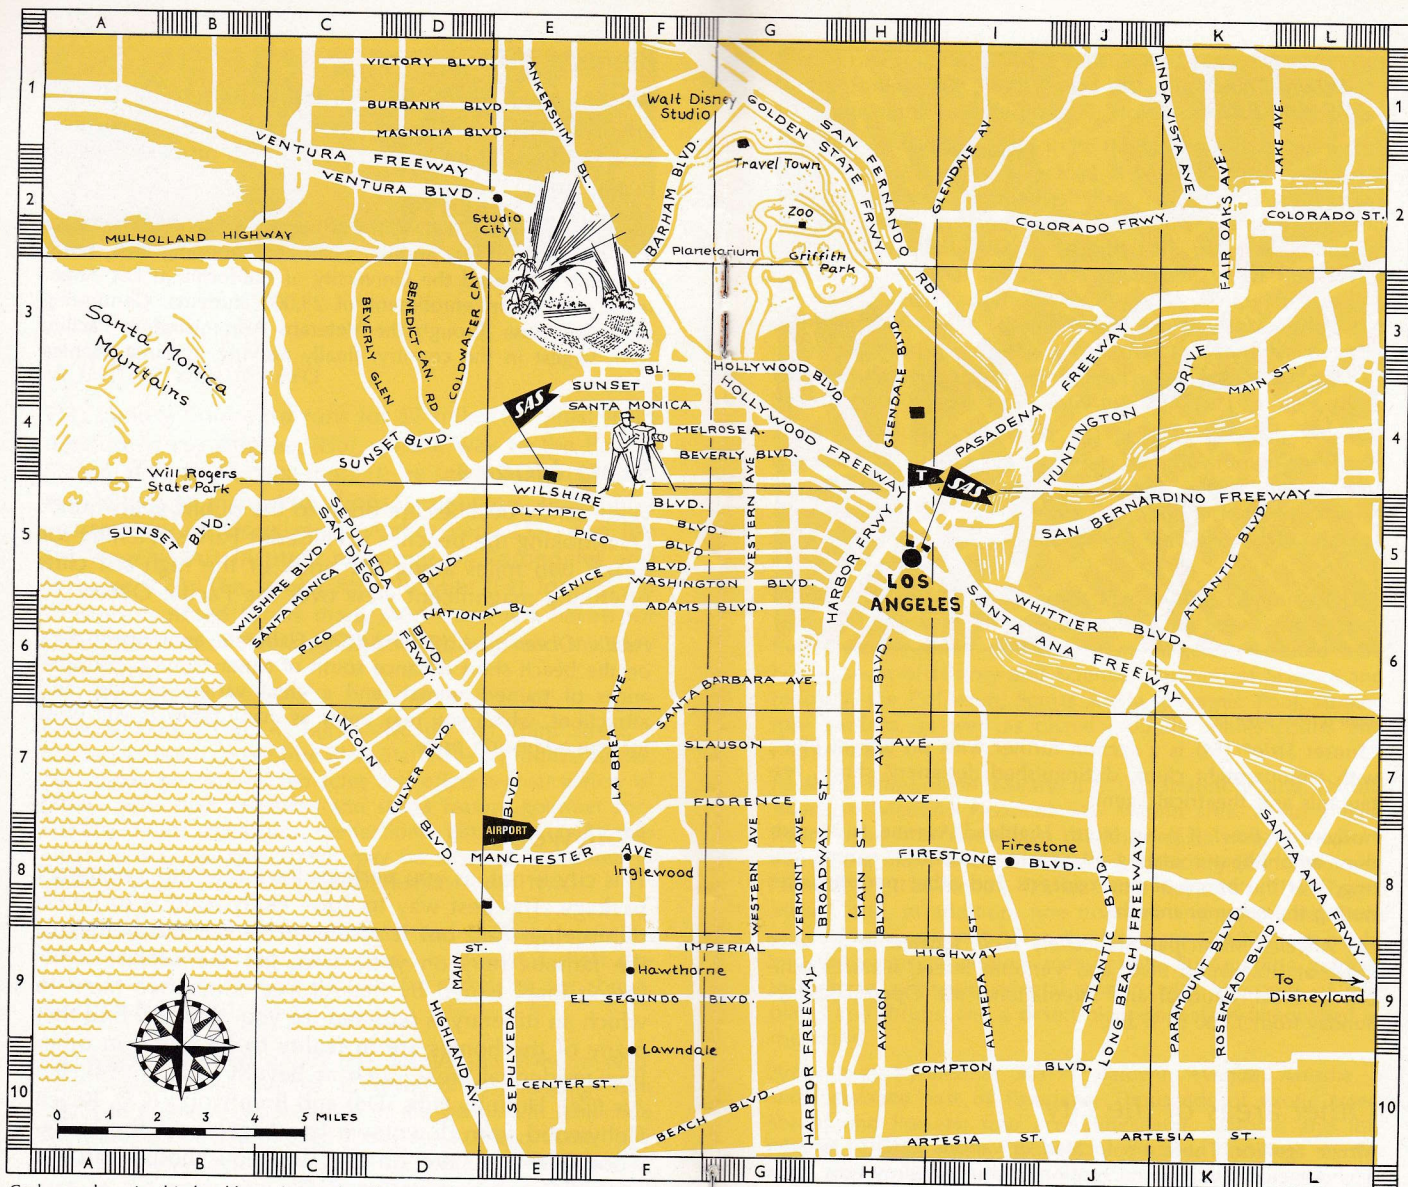 A B C D E F G H I J K L
1
VICTORY BLVD.
BURBANK BLVD.
MAGNOLIA BLVD.
ANKERSHIM BL.
Walt Disney
Studio
GOLDEN STATE FRWY.
SAN FERNANDO RD.
GLENDALE AV.
LINDA VISTA AVE.
LAKE AVE.
1
VENTURA FREEWAY
VENTURA BLVD.
Travel Town
2
Studio
City
BARHAM BLVD.
Zoo
COLORADO FRWY.
FAIR OAKS AVE.
COLORADO ST.
2
MULHOLLAND HIGHWAY
Planetarium
Griffith
Park
3
Santa Monica
Mountains
BEVERLY GLEN
BENEDICT CAN. RD
COLDWATER CAN.
GLENDALE BLVD.
PASADENA FREEWAY
HUNTINGTON DRIVE
MAIN ST.
3
SUNSET BL.
HOLLYWOOD BLVD.
HOLLYWOOD FREEWAY
SAS
SANTA MONICA
4
MELROSE A.
BEVERLY BLVD.
SUNSET BLVD.
4
Will Rogers
State Park
T
SAS
WILSHIRE BLVD.
OLYMPIC BLVD.
PICO BLVD.
WESTERN AVE
SAN BERNARDINO FREEWAY
5
SUNSET BLVD.
SEPULVEDA BLVD.
SAN DIEGO FRWY.
HARBOR FRWY
LOS
ANGELES
ATLANTIC BLVD.
5
WILSHIRE BLVD.
SANTA MONICA BLVD.
VENICE BLVD.
WASHINGTON BLVD.
NATIONAL BL.
ADAMS BLVD.
SANTA ANA FREEWAY
WHITTIER BLVD.
6
PICO
SANTA BARBARA AVE.
AVALON BLVD.
6
LINCOLN BLVD.
CULVER BLVD.
BLVD.
LA BREA AVE.
SLAUSON AVE.
7
7
FLORENCE AVE.
SANTA ANA FRWY.
AIRPORT
MANCHESTER AVE
Inglewood
FIRESTONE BLVD.
Firestone
8
WESTERN AVE
VERMONT AVE.
BROADWAY ST.
MAIN ST.
BLVD.
ST.
ATLANTIC BLVD.
LONG BEACH FREEWAY
8
MAIN ST.
IMPERIAL HIGHWAY
Hawthorne
9
EL SEGUNDO BLVD.
HARBOR FREEWAY
AVALON
ALAMEDA
PARAMOUNT BLVD.
ROSEMEAD BLVD.
To
Disneyland
9
HIGHLAND AV.
SEPULVEDA
Lawndale
COMPTON BLVD.
10
CENTER ST.
BEACH BLVD.
10
0 1 2 3 4 5 MILES
ARTESIA ST.
ARTESIA ST.
A B C D E F G H I J K L